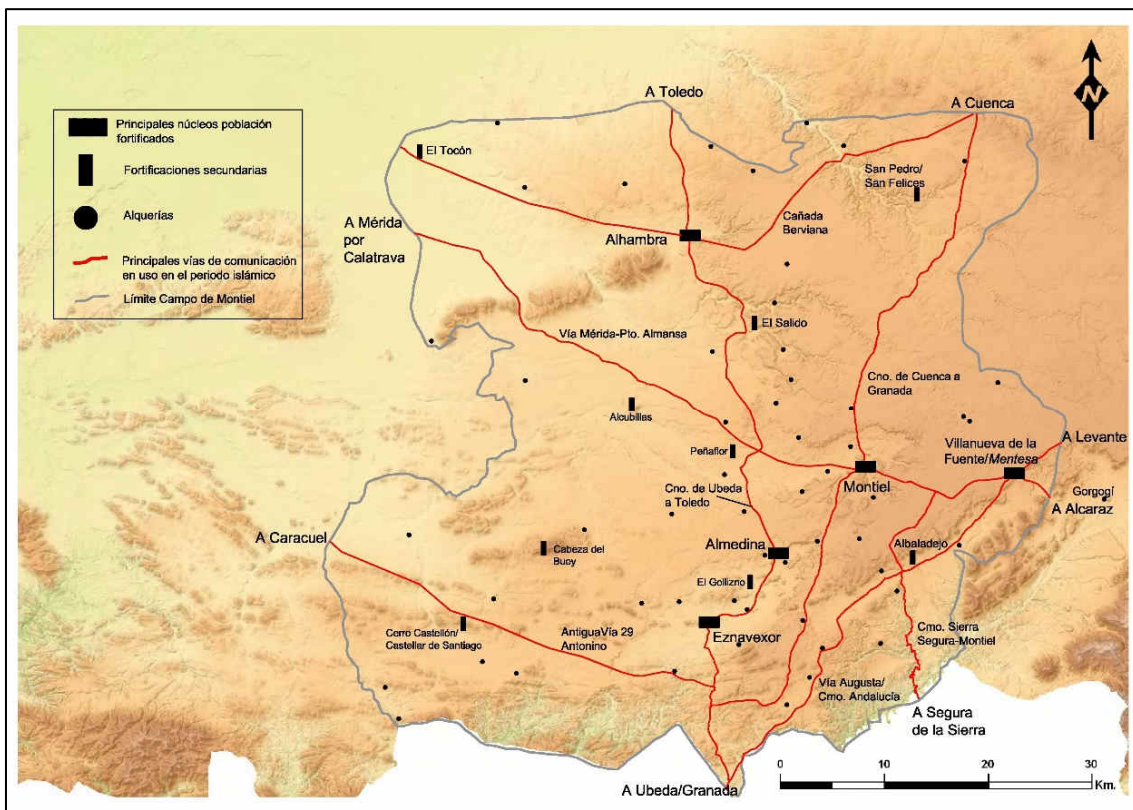 Principales núcleos población
fortificados
Fortificaciones secundarias
Alquerías
Principales vías de comunicación
en uso en el periodo islámico
Límite Campo de Montiel
A Toledo
A Cuenca
N
El Tocón
San Pedro/
San Felices
A Mérida
por
Calatrava
Alhambra
Cañada
Berviana
El Salido
Vía Mérida-Pto. Almansa
Cno. de Cuenca a
Granada
Alcubillas
Peñaflor
Villanueva de la
Fuente/Mentesa
A Levante
Montiel
Cno. de Ubeda
a Toledo
Gorgogí
A Alcaraz
A Caracuel
Cabeza del
Buey
Almedina
Albaladejo
El Gollizno
Cerro Castellón/
Castellar de Santiago
Antigua Vía 29
Antonino
Eznavexor
Cmo. Sierra
Segura-Montiel
Vía Augusta/
Cmo. Andalucía
A Segura
de la Sierra
A Ubeda/Granada
0 10 20 30
Km.